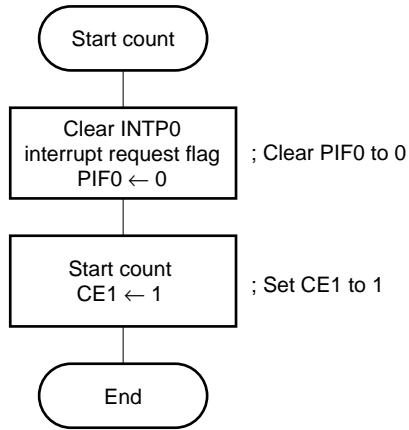 Start count
Clear INTP0
interrupt request flag
PIF0 ← 0
; Clear PIF0 to 0
Start count
CE1 ← 1
; Set CE1 to 1
End